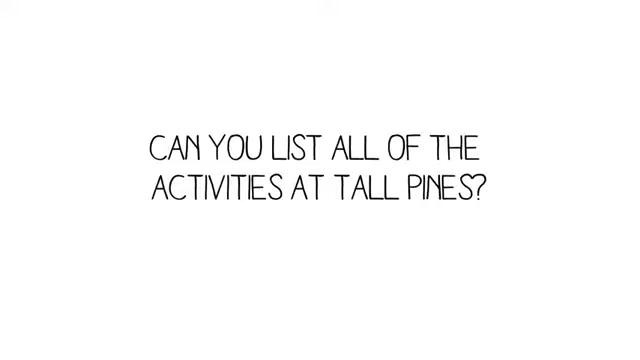 CAN YOU LIST ALL OF THE
ACTIVITIES AT TALL PINES?